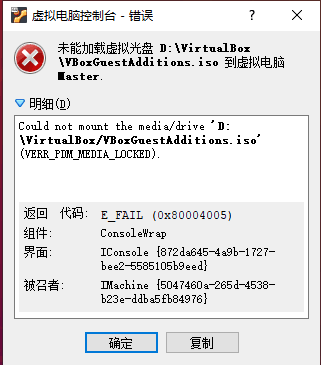 虚拟电脑控制台 - 错误
未能加载虚拟光盘 D:\VirtualBox
\VBoxGuestAdditions.iso 到虚拟电脑
Master.
明细(D)
Could not mount the media/drive 'D:
\VirtualBox/VBoxGuestAdditions.iso'
(VERR_PDM_MEDIA_LOCKED).
返回 代码: E_FAIL (0x80004005)
组件: ConsoleWrap
界面: IConsole {872da645-4a9b-1727-
bee2-5585105b9eed}
被召者: IMachine {5047460a-265d-4538-
b23e-ddba5fb84976}
确定 复制